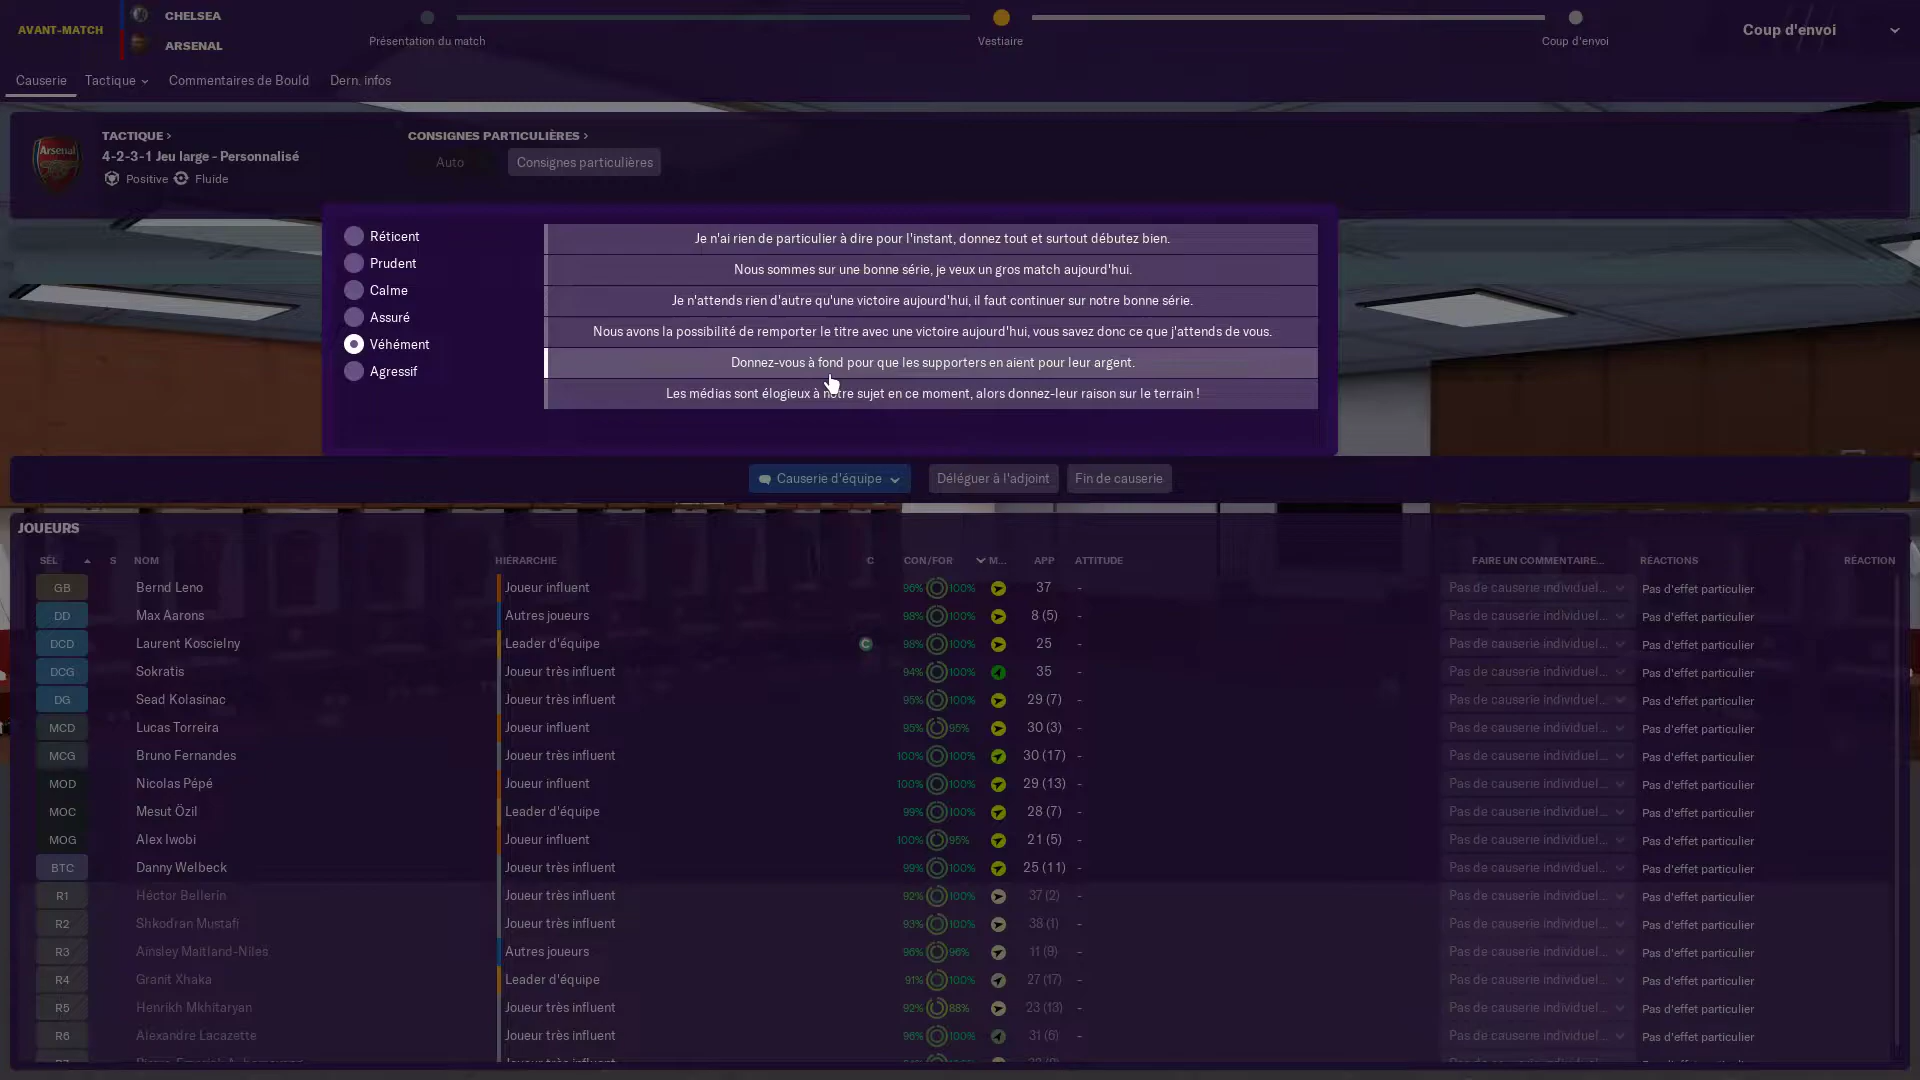 AVANT-MATCH
CHELSEA
ARSENAL
Présentation du match
Vestiaire
Coup d'envoi
Coup d'envoi
Causerie
Tactique
Commentaires de Bould
Dern. infos
Arsenal
TACTIQUE >
4-2-3-1 Jeu large - Personnalisé
Positive Fluide
CONSIGNES PARTICULIÈRES >
Auto
Consignes particulières
Réticent
Prudent
Calme
Assuré
Véhément
Agressif
Je n'ai rien de particulier à dire pour l'instant, donnez tout et surtout débutez bien.
Nous sommes sur une bonne série, je veux un gros match aujourd'hui.
Je n'attends rien d'autre qu'une victoire aujourd'hui, il faut continuer sur notre bonne série.
Nous avons la possibilité de remporter le titre avec une victoire aujourd'hui, vous savez donc ce que j'attends de vous.
Donnez-vous à fond pour que les supporters en aient pour leur argent.
Les médias sont élogieux à notre sujet en ce moment, alors donnez-leur raison sur le terrain !
Causerie d'équipe
Déléguer à l'adjoint
Fin de causerie
JOUEURS
SÉL S NOM HIÉRARCHIE C CON/FOR M... APP ATTITUDE FAIRE UN COMMENTAIRE... RÉACTIONS RÉACTION
GB Bernd Leno Joueur influent 96% 100% 37 - Pas de causerie individuel... Pas d'effet particulier
DD Max Aarons Autres joueurs 98% 100% 8 (5) - Pas de causerie individuel... Pas d'effet particulier
DCD Laurent Koscielny Leader d'équipe C 98% 100% 25 - Pas de causerie individuel... Pas d'effet particulier
DCG Sokratis Joueur très influent 94% 100% 35 - Pas de causerie individuel... Pas d'effet particulier
DG Sead Kolasinac Joueur très influent 95% 100% 29 (7) - Pas de causerie individuel... Pas d'effet particulier
MCD Lucas Torreira Joueur influent 95% 95% 30 (3) - Pas de causerie individuel... Pas d'effet particulier
MCG Bruno Fernandes Joueur très influent 100% 100% 30 (17) - Pas de causerie individuel... Pas d'effet particulier
MOD Nicolas Pépé Joueur influent 100% 100% 29 (13) - Pas de causerie individuel... Pas d'effet particulier
MOC Mesut Özil Leader d'équipe 99% 100% 28 (7) - Pas de causerie individuel... Pas d'effet particulier
MOG Alex Iwobi Joueur influent 100% 95% 21 (5) - Pas de causerie individuel... Pas d'effet particulier
BTC Danny Welbeck Joueur très influent 99% 100% 25 (11) - Pas de causerie individuel... Pas d'effet particulier
R1 Héctor Bellerín Joueur très influent 92% 100% 37 (2) - Pas de causerie individuel... Pas d'effet particulier
R2 Shkodran Mustafi Joueur très influent 93% 100% 38 (1) - Pas de causerie individuel... Pas d'effet particulier
R3 Ainsley Maitland-Niles Autres joueurs 96% 96% 11 (9) - Pas de causerie individuel... Pas d'effet particulier
R4 Granit Xhaka Leader d'équipe 91% 100% 27 (17) - Pas de causerie individuel... Pas d'effet particulier
R5 Henrikh Mkhitaryan Joueur très influent 92% 88% 23 (13) - Pas de causerie individuel... Pas d'effet particulier
R6 Alexandre Lacazette Joueur très influent 96% 100% 31 (6) - Pas de causerie individuel... Pas d'effet particulier